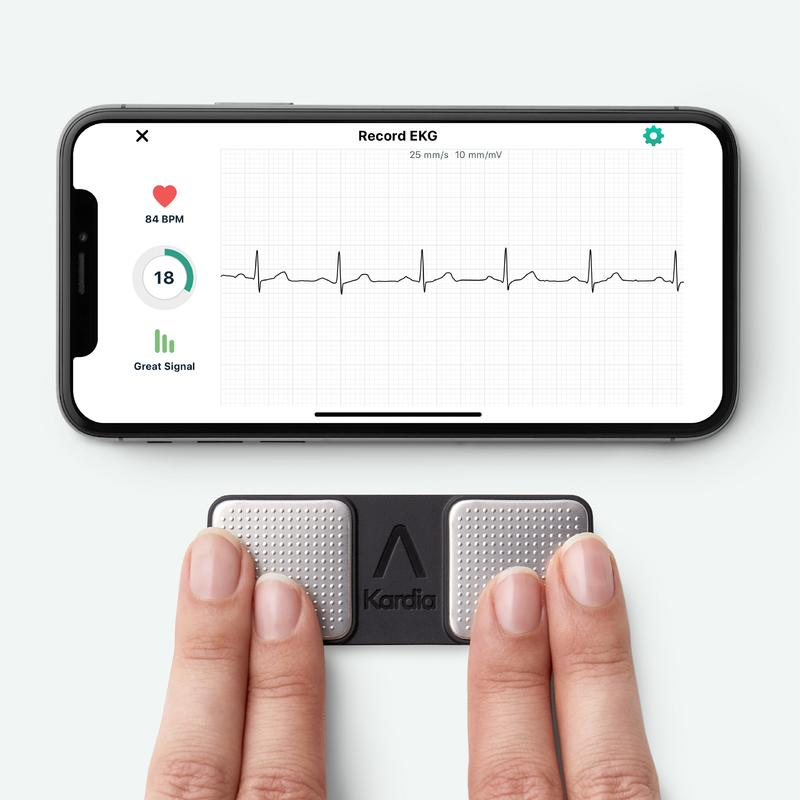 Record EKG
25 mm/s 10 mm/mV
84 BPM
18
Great Signal
Kardia